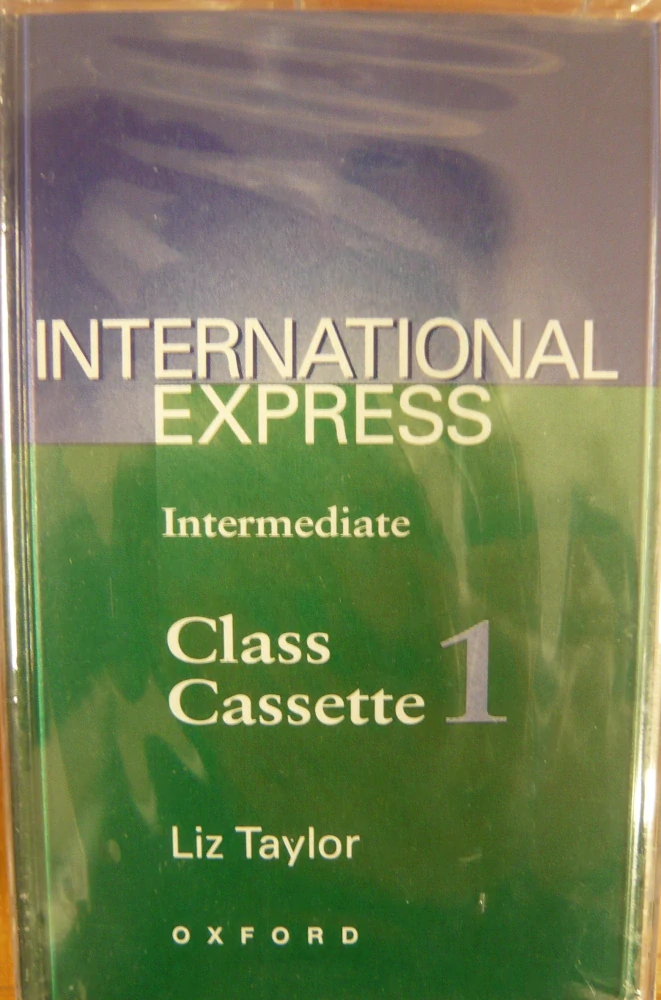 INTERNATIONAL
EXPRESS
Intermediate
Class
Cassette 1
Liz Taylor
OXFORD